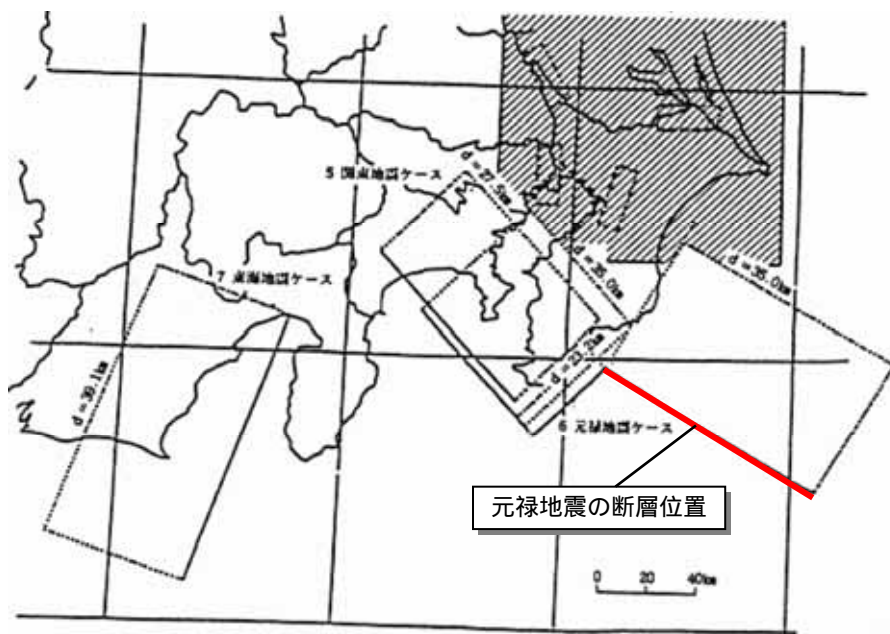 5 関東地震ケース
d=27.5km
7 東海地震ケース
d=35.0km
d=35.0km
d=39.1km
d=23.2km
6 元禄地震ケース
元禄地震の断層位置
0 20 40km